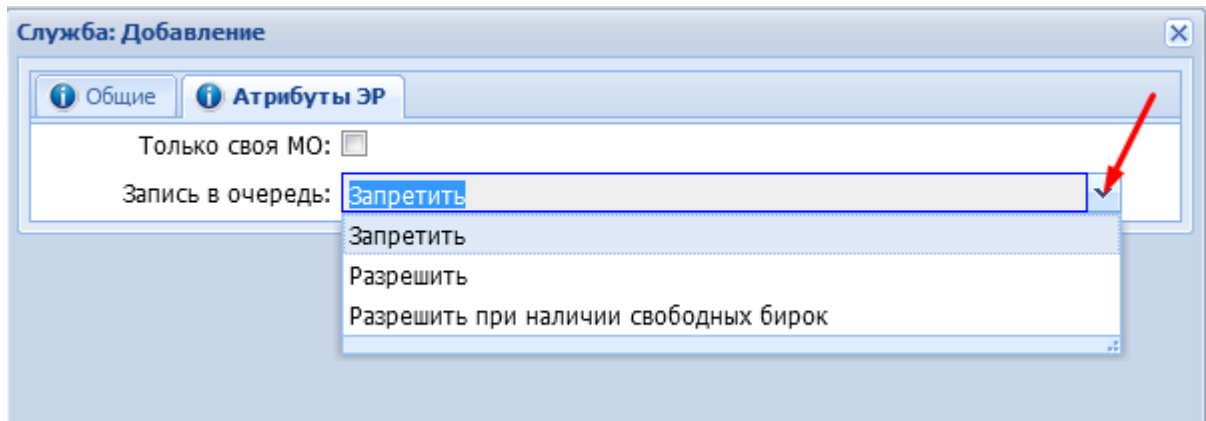 Служба: Добавление
Общие Атрибуты ЭР
Только своя МО:
Запись в очередь: Запретить
Запретить
Разрешить
Разрешить при наличии свободных бирок